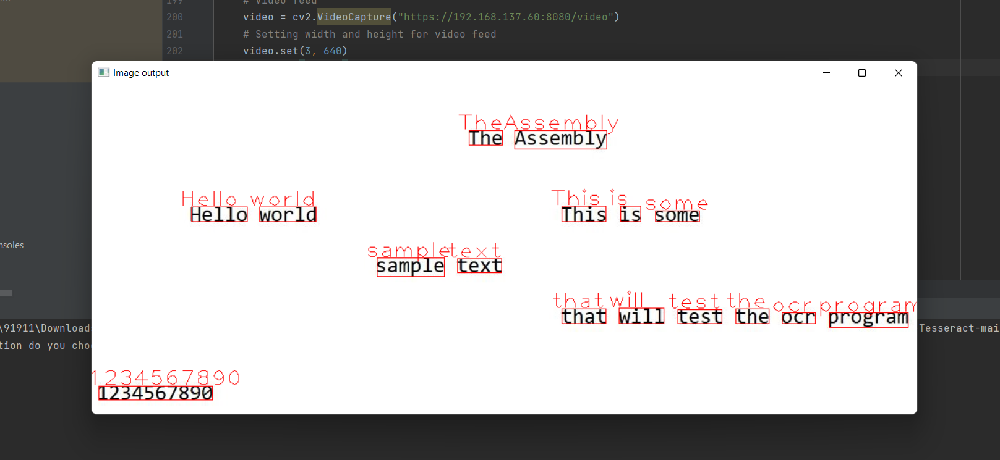 199 # Video feed
200 video = cv2.VideoCapture("https://192.168.137.60:8080/video")
201 # Setting width and height for video feed
202 video.set(3, 640)
Image output
TheAssembly
The Assembly
Hello world
Hello world
This is some
This is some
sample text
sample text
nsoles
that will test the ocr program
that will test the ocr program
\91911\Download
Tesseract-mai
tion do you cho
1234567890
1234567890